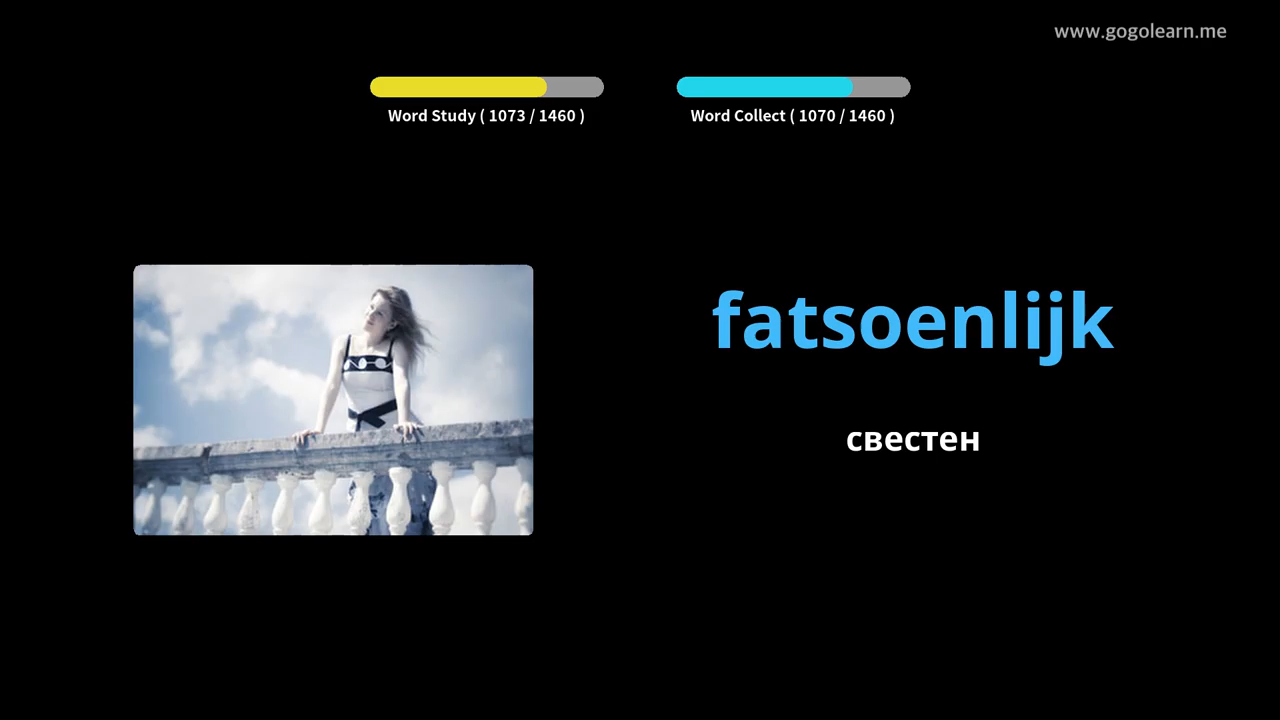 www.gogolearn.me
Word Study ( 1073 / 1460 )
Word Collect ( 1070 / 1460 )
fatsoenlijk
свестен